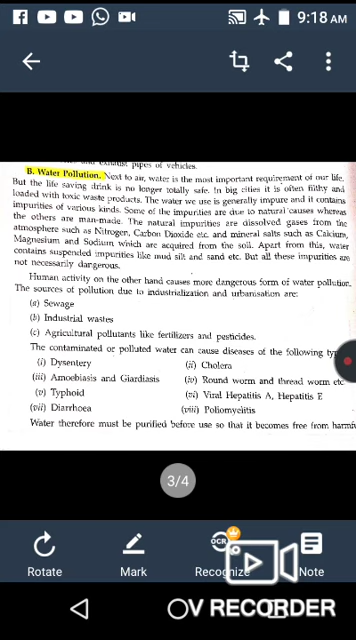 9:18 AM
and exhaust pipes of vehicles.
B. Water Pollution. Next to air, water is the most important requirement of our life.
But the life saving drink is no longer totally safe. In big cities it is often filthy and
loaded with toxic waste products. The water we use is generally impure and it contains
impurities of various kinds. Some of the impurities are due to natural causes whereas
the others are man-made. The natural impurities are dissolved gases from the
atmosphere such as Nitrogen, Carbon Dioxide etc. and mineral salts such as Calcium,
Magnesium and Sodium which are acquired from the soil. Apart from this, water
contains suspended impurities like mud silt and sand etc. But all these impurities are
not necessarily dangerous.
Human activity on the other hand causes more dangerous form of water pollution.
The sources of pollution due to industrialization and urbanisation are:
(a) Sewage
(b) Industrial wastes
(c) Agricultural pollutants like fertilizers and pesticides.
The contaminated or polluted water can cause diseases of the following
(i) Dysentery (ii) Cholera
(iii) Amoebiasis and Giardiasis (iv) Round worm and thread worm etc
(v) Typhoid (vi) Viral Hepatitis A, Hepatitis E
(vii) Diarrhoea (viii) Poliomyelitis
Water therefore must be purified before use so that it becomes free from
3/4
OCR
Rotate Mark Note
V RECORDER